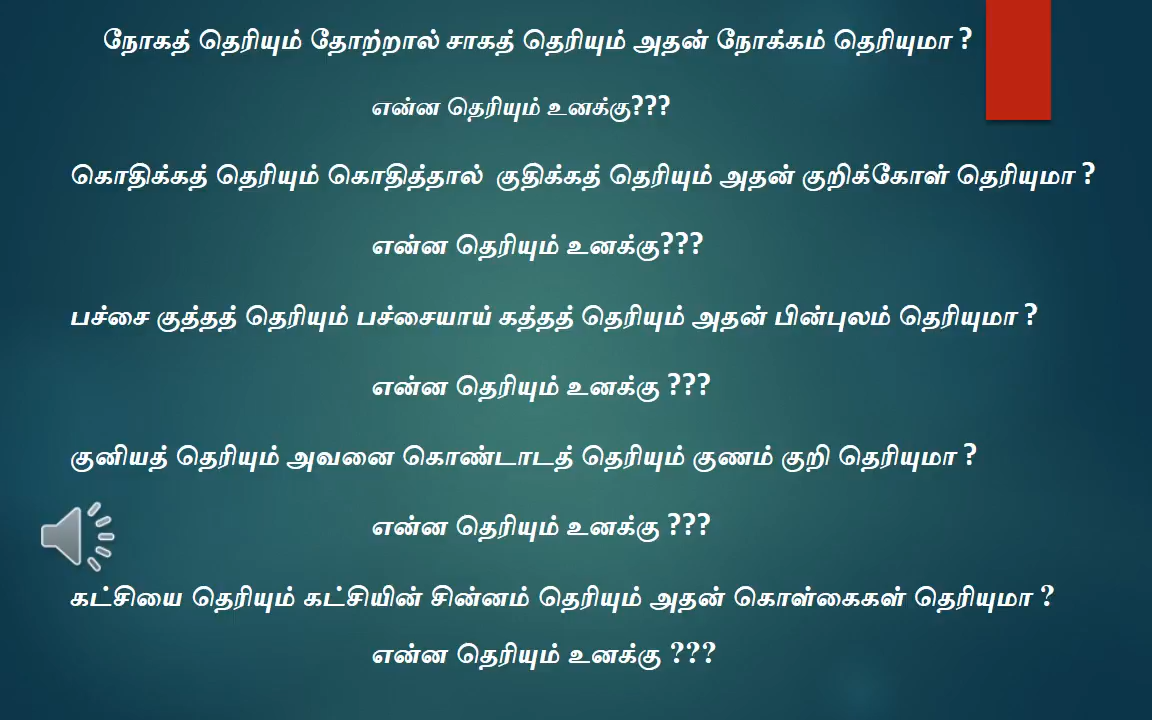 நோகத் தெரியும் தோற்றால் சாகத் தெரியும் அதன் நோக்கம் தெரியுமா ?
என்ன தெரியும் உனக்கு???
கொதிக்கத் தெரியும் கொதித்தால் குதிக்கத் தெரியும் அதன் குறிக்கோள் தெரியுமா ?
என்ன தெரியும் உனக்கு???
பச்சை குத்தத் தெரியும் பச்சையாய் கத்தத் தெரியும் அதன் பின்புலம் தெரியுமா ?
என்ன தெரியும் உனக்கு ???
குனியத் தெரியும் அவனை கொண்டாடத் தெரியும் குணம் குறி தெரியுமா ?
என்ன தெரியும் உனக்கு ???
கட்சியை தெரியும் கட்சியின் சின்னம் தெரியும் அதன் கொள்கைகள் தெரியுமா ?
என்ன தெரியும் உனக்கு ???